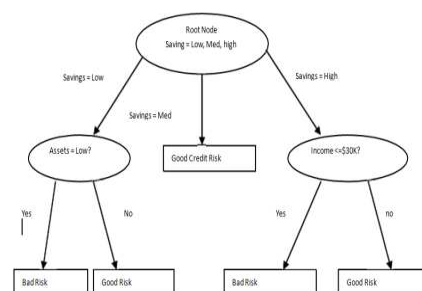 Root Node
Saving = Low, Med, high
Savings = Low
Savings = High
Savings = Med
Assets = Low?
Good Credit Risk
Income <=$30K?
Yes
No
Yes
no
Bad Risk
Good Risk
Bad Risk
Good Risk